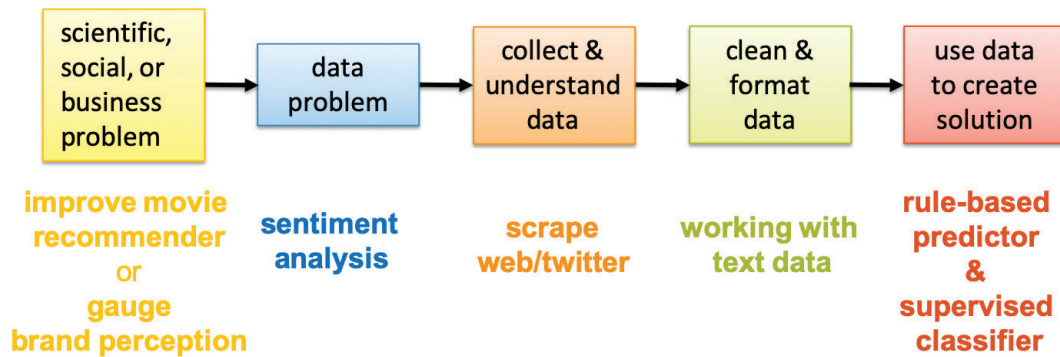 scientific,
social, or
business
problem
data
problem
collect &
understand
data
clean &
format
data
use data
to create
solution
improve movie
recommender
or
gauge
brand perception
sentiment
analysis
scrape
web/twitter
working with
text data
rule-based
predictor
&
supervised
classifier